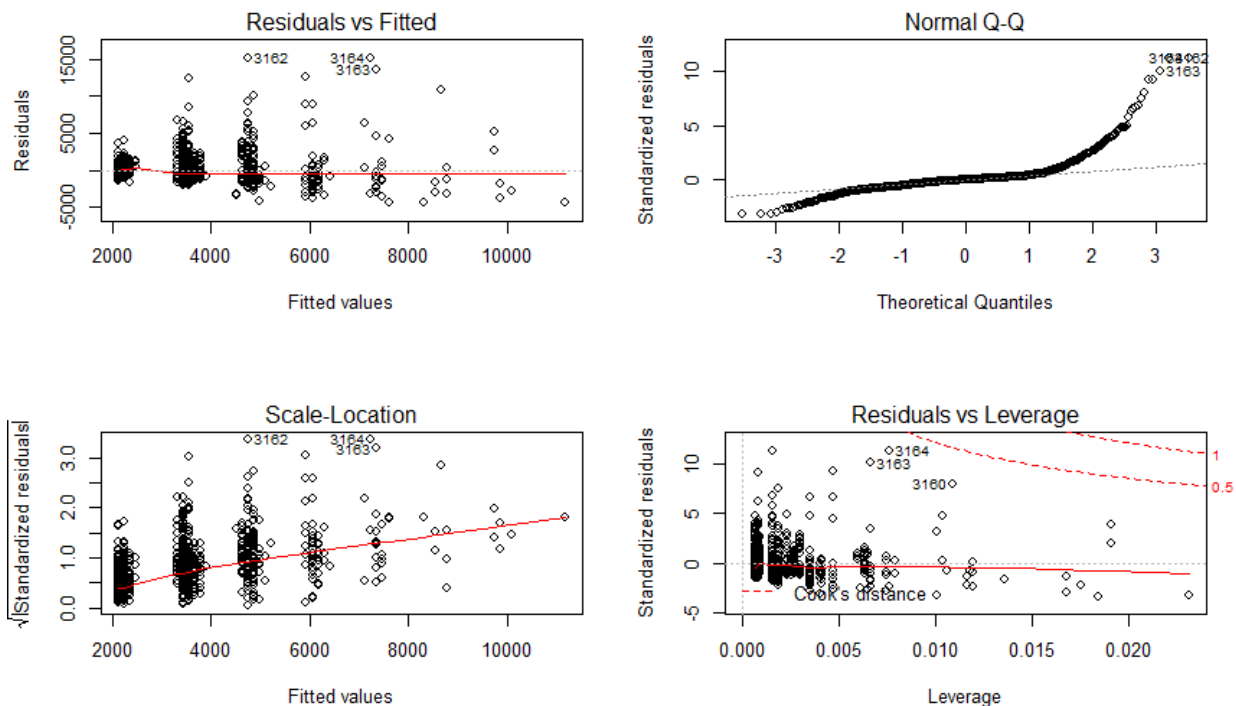 Residuals vs Fitted
Residuals
15000
5000
-5000
3162
3164
3163
2000 4000 6000 8000 10000
Fitted values
Normal Q-Q
Standardized residuals
10
5
0
3162
3163
-3 -2 -1 0 1 2 3
Theoretical Quantiles
Scale-Location
√|Standardized residuals|
3.0
2.0
1.0
0.0
3162
3164
3163
2000 4000 6000 8000 10000
Fitted values
Residuals vs Leverage
Standardized residuals
10
5
0
-5
3164
3163
3160
1
0.5
Cook's distance
0.000 0.005 0.010 0.015 0.020
Leverage